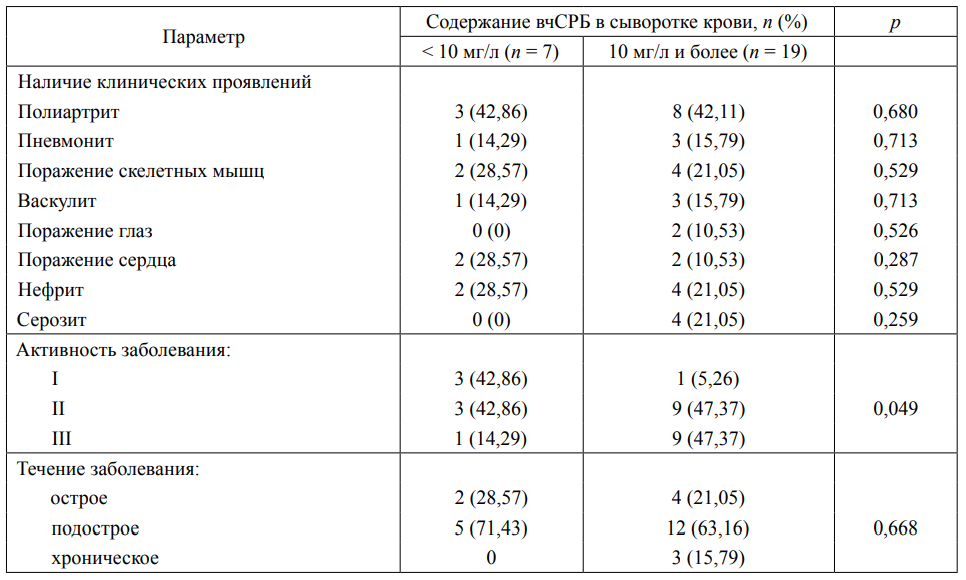 Параметр Содержание вчСРБ в сыворотке крови, n (%) p
< 10 мг/л (n = 7) 10 мг/л и более (n = 19)
Наличие клинических проявлений
Полиартрит 3 (42,86) 8 (42,11) 0,680
Пневмонит 1 (14,29) 3 (15,79) 0,713
Поражение скелетных мышц 2 (28,57) 4 (21,05) 0,529
Васкулит 1 (14,29) 3 (15,79) 0,713
Поражение глаз 0 (0) 2 (10,53) 0,526
Поражение сердца 2 (28,57) 2 (10,53) 0,287
Нефрит 2 (28,57) 4 (21,05) 0,529
Серозит 0 (0) 4 (21,05) 0,259
Активность заболевания:
I 3 (42,86) 1 (5,26)
II 3 (42,86) 9 (47,37) 0,049
III 1 (14,29) 9 (47,37)
Течение заболевания:
острое 2 (28,57) 4 (21,05)
подострое 5 (71,43) 12 (63,16) 0,668
хроническое 0 3 (15,79)